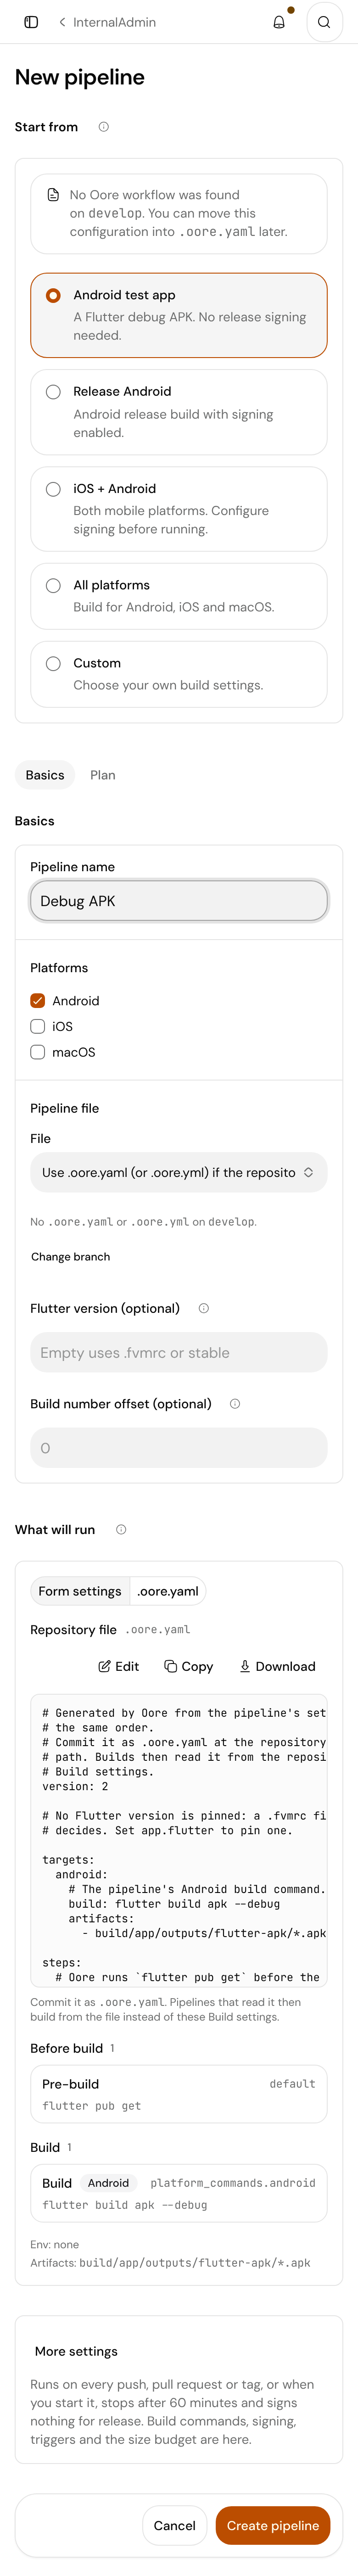 InternalAdmin
New pipeline
Start from
No Oore workflow was found
on develop. You can move this
configuration into .oore.yaml later.
Android test app
A Flutter debug APK. No release signing
needed.
Release Android
Android release build with signing
enabled.
iOS + Android
Both mobile platforms. Configure
signing before running.
All platforms
Build for Android, iOS and macOS.
Custom
Choose your own build settings.
Basics Plan
Basics
Pipeline name
Debug APK
Platforms
Android
iOS
macOS
Pipeline file
File
Use .oore.yaml (or .oore.yml) if the reposito
No .oore.yaml or .oore.yml on develop.
Change branch
Flutter version (optional)
Empty uses .fvmrc or stable
Build number offset (optional)
0
What will run
Form settings .oore.yaml
Repository file .oore.yaml
Edit Copy Download
# Generated by Oore from the pipeline's set
# the same order.
# Commit it as .oore.yaml at the repository
# path. Builds then read it from the reposi
# Build settings.
version: 2
# No Flutter version is pinned: a .fvmrc fi
# decides. Set app.flutter to pin one.
targets:
android:
# The pipeline's Android build command.
build: flutter build apk --debug
artifacts:
- build/app/outputs/flutter-apk/*.apk
steps:
# Oore runs `flutter pub get` before the
Commit it as .oore.yaml. Pipelines that read it then
build from the file instead of these Build settings.
Before build 1
Pre-build default
flutter pub get
Build 1
Build Android platform_commands.android
flutter build apk --debug
Env: none
Artifacts: build/app/outputs/flutter-apk/*.apk
More settings
Runs on every push, pull request or tag, or when
you start it, stops after 60 minutes and signs
nothing for release. Build commands, signing,
triggers and the size budget are here.
Cancel Create pipeline